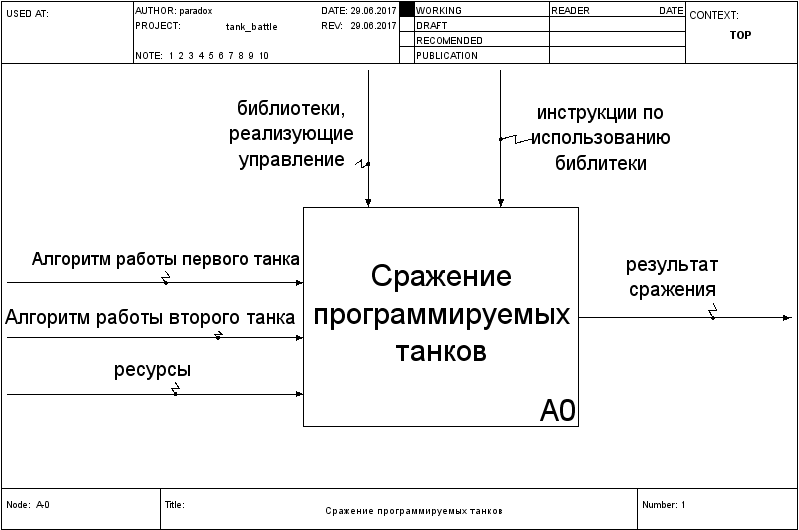 USED AT:
AUTHOR: paradox
DATE: 29.06.2017
PROJECT: tank_battle
REV: 29.06.2017
NOTE: 1 2 3 4 5 6 7 8 9 10
WORKING
DRAFT
RECOMENDED
PUBLICATION
READER DATE
CONTEXT:
TOP
библиотеки,
реализующие
управление
инструкции по
использованию
библитеки
Алгоритм работы первого танка
Алгоритм работы второго танка
ресурсы
Сражение
программируемых
танков
A0
результат
сражения
Node: A-0
Title:
Сражение программируемых танков
Number: 1